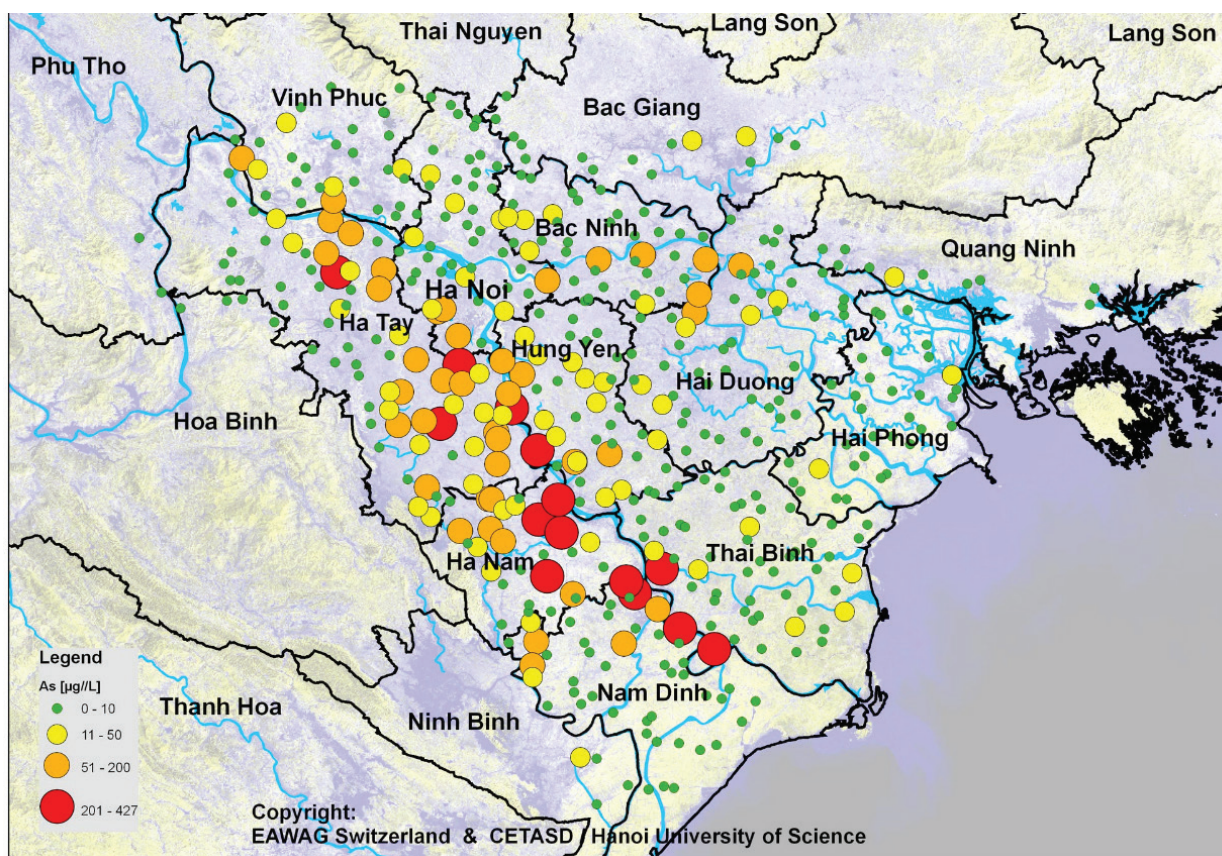 Lang Son
Thai Nguyen
Lang Son
Phu Tho
Vinh Phuc
Bac Giang
Bac Ninh
Quang Ninh
Ha Noi
Ha Tay
Hung Yen
Hai Duong
Hoa Binh
Hai Phong
Thai Binh
Ha Nam
Legend
As [µg//L]
0 - 10
11 - 50
51 - 200
201 - 427
Nam Dinh
Thanh Hoa
Ninh Binh
Copyright:
EAWAG Switzerland & CETASD / Hanoi University of Science